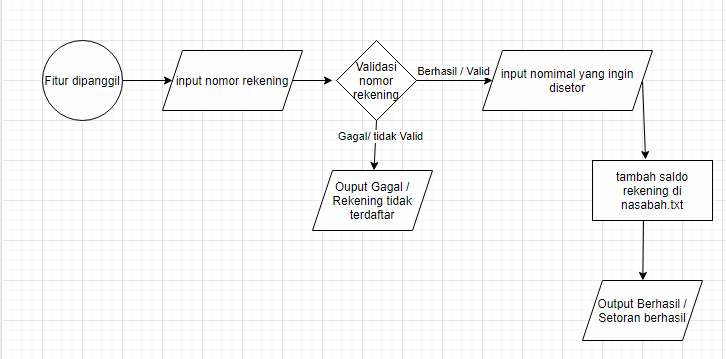 Fitur dipanggil
input nomor rekening
Validasi
nomor
rekening
Berhasil / Valid
input nomimal yang ingin
disetor
Gagal/ tidak Valid
Ouput Gagal /
Rekening tidak
terdaftar
tambah saldo
rekening di
nasabah.txt
Output Berhasil /
Setoran berhasil